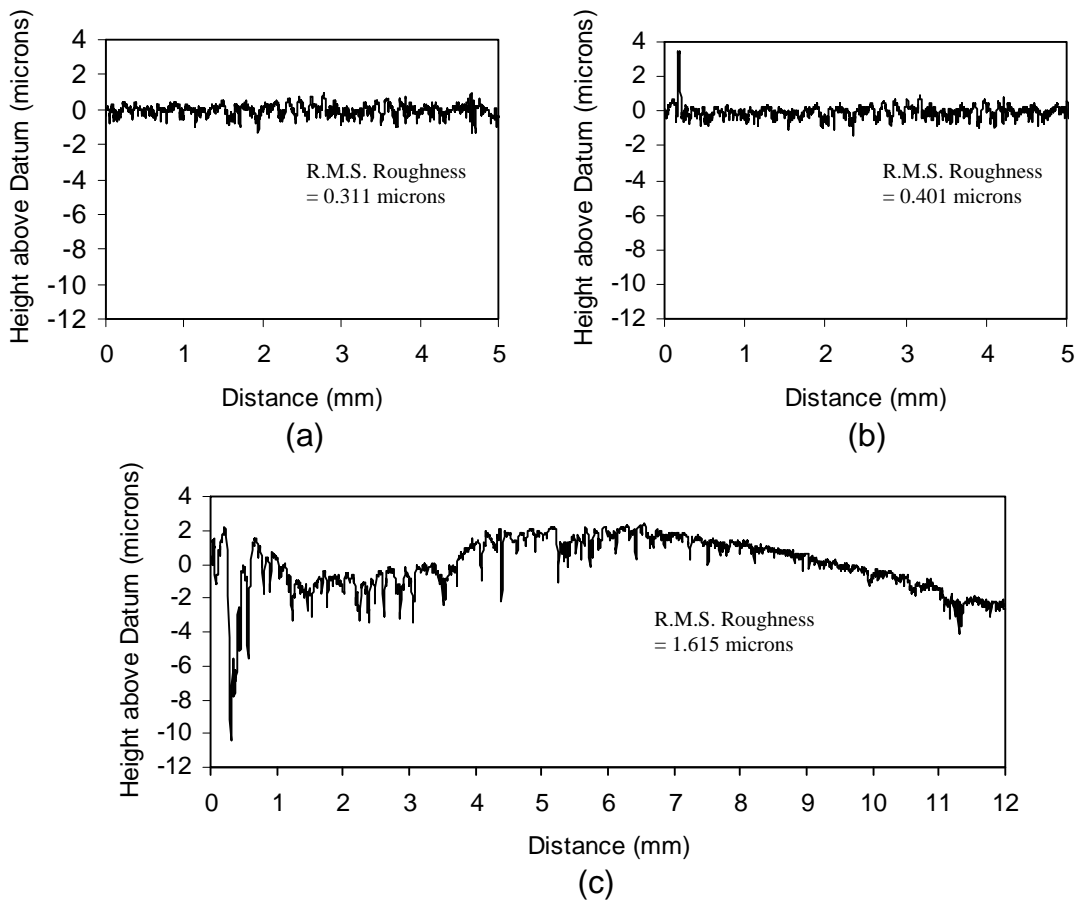 Height above Datum (microns)
4
2
0
-2
-4
-6
-8
-10
-12
R.M.S. Roughness
= 0.311 microns
0 1 2 3 4 5
Distance (mm)
(a)
Height above Datum (microns)
4
2
0
-2
-4
-6
-8
-10
-12
R.M.S. Roughness
= 0.401 microns
0 1 2 3 4 5
Distance (mm)
(b)
Height above Datum (microns)
4
2
0
-2
-4
-6
-8
-10
-12
R.M.S. Roughness
= 1.615 microns
0 1 2 3 4 5 6 7 8 9 10 11 12
Distance (mm)
(c)